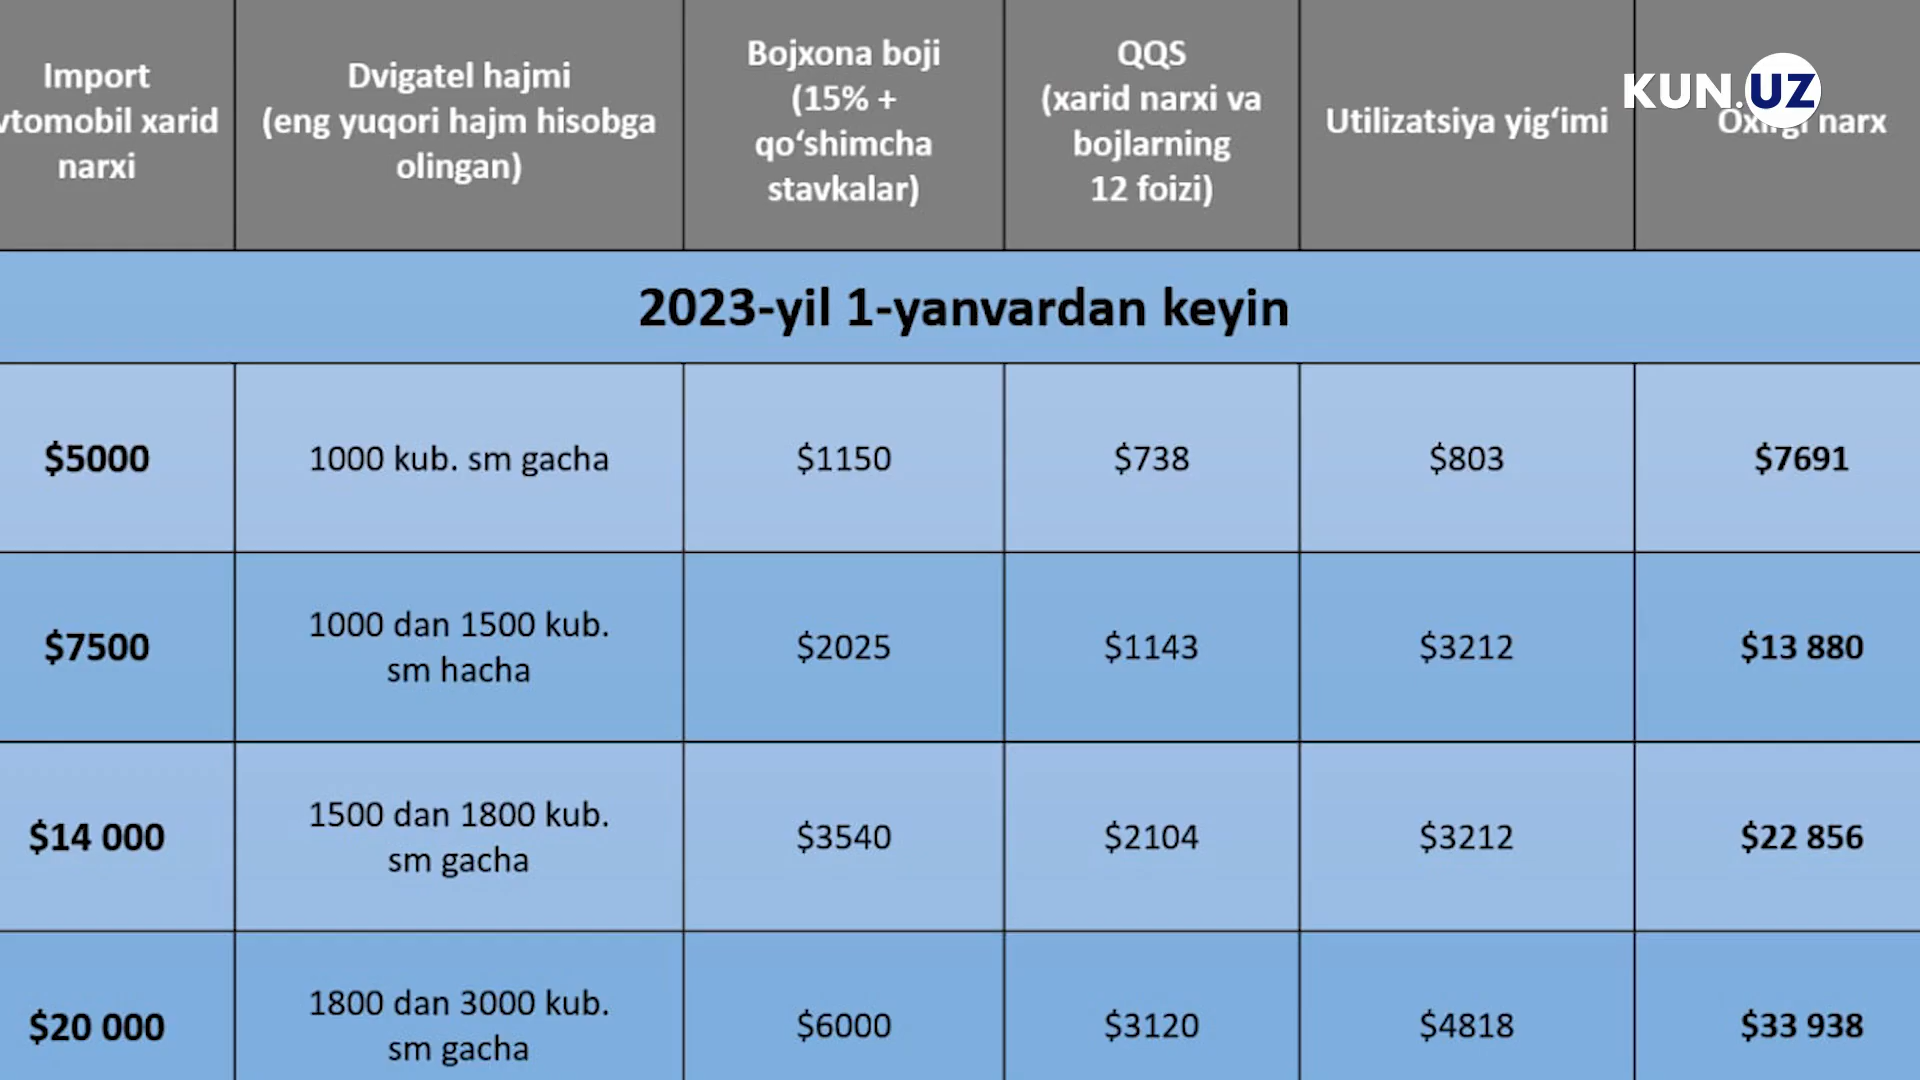 Import
vtomobil xarid
narxi
Dvigatel hajmi
(eng yuqori hajm hisobga
olingan)
Bojxona boji
(15% +
qo‘shimcha
stavkalar)
QQS
(xarid narxi va
bojlarning
12 foizi)
Utilizatsiya yig‘imi
Oxirgi narx
KUN.UZ
2023-yil 1-yanvardan keyin
$5000
1000 kub. sm gacha
$1150
$738
$803
$7691
$7500
1000 dan 1500 kub.
sm hacha
$2025
$1143
$3212
$13 880
$14 000
1500 dan 1800 kub.
sm gacha
$3540
$2104
$3212
$22 856
$20 000
1800 dan 3000 kub.
sm gacha
$6000
$3120
$4818
$33 938